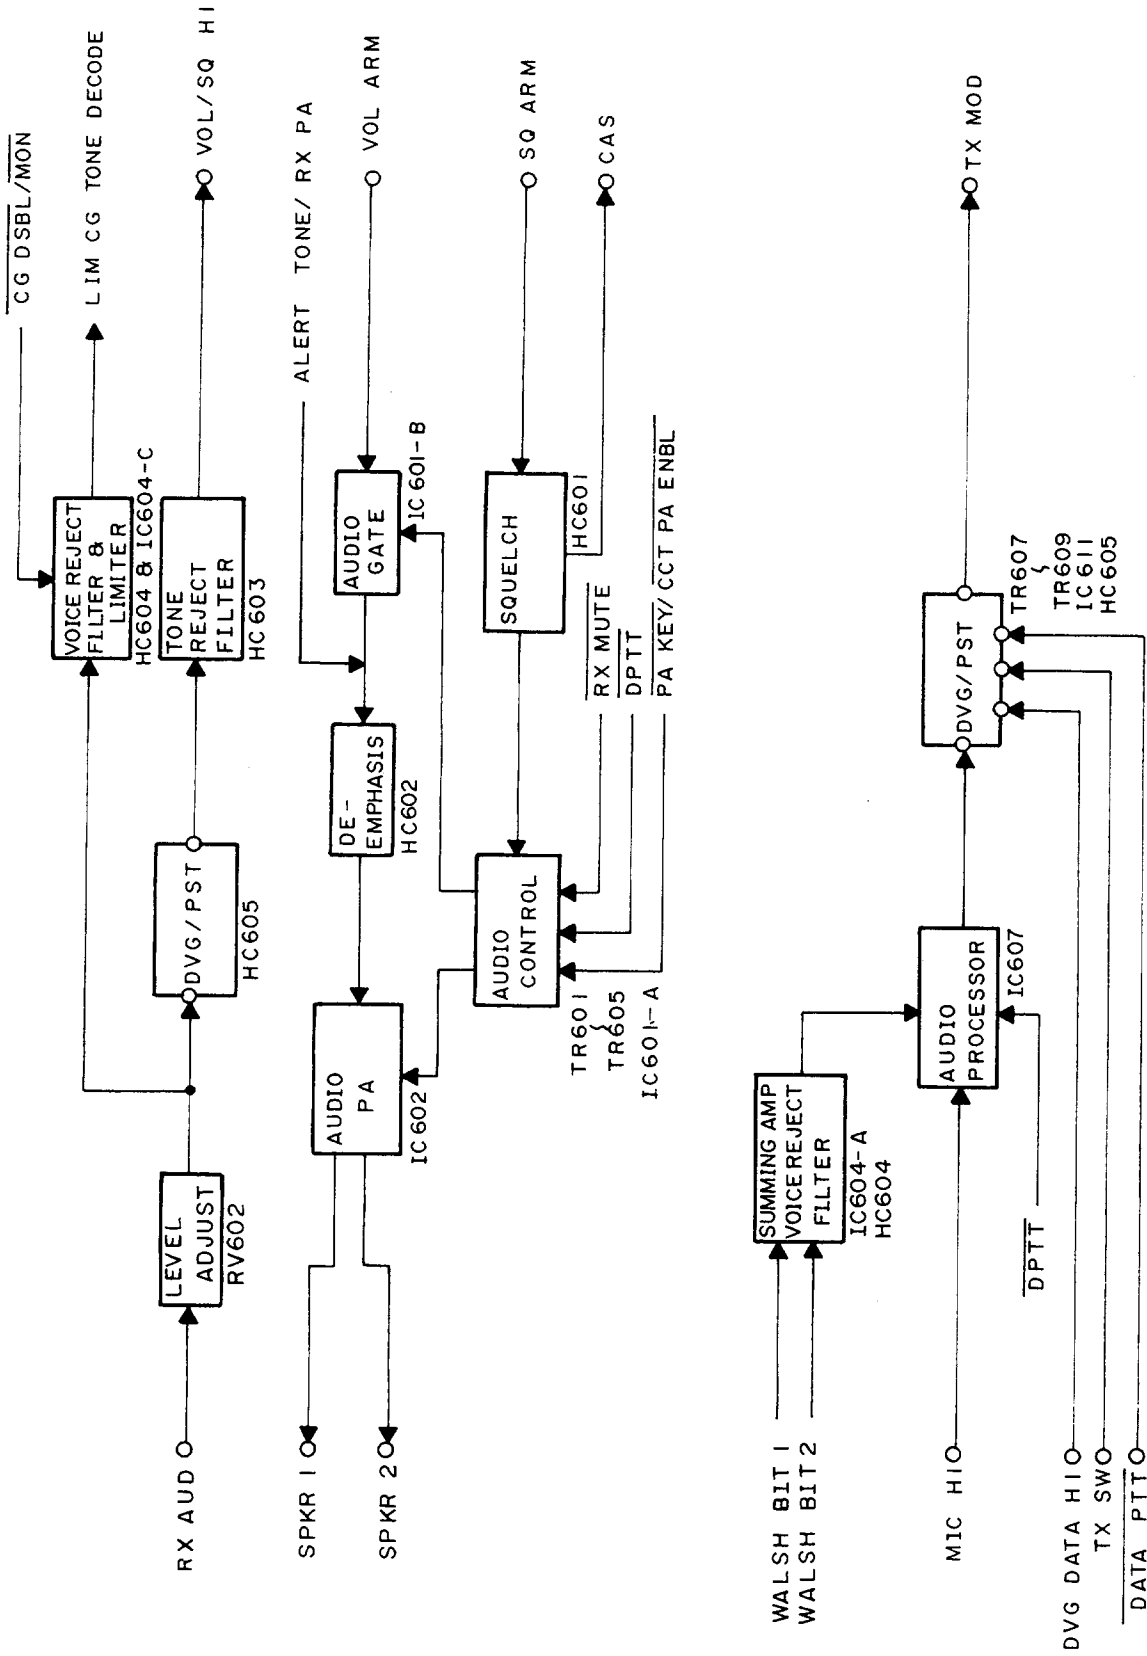 RX AUD
LEVEL
ADJUST
RV602
DVG/PST
HC605
VOICE REJECT
FILTER &
LIMITER
HC604 & IC604-C
CG DSBL/MON
LIM CG TONE DECODE
TONE
REJECT
FILTER
HC603
VOL/SQ HI
SPKR 1
SPKR 2
AUDIO
PA
IC602
DE-
EMPHASIS
HC602
ALERT TONE/ RX PA
AUDIO
GATE
IC601-B
VOL ARM
AUDIO
CONTROL
TR601
TR605
IC601-A
SQUELCH
HC601
SQ ARM
CAS
RX MUTE
DPTT
PA KEY/CCT PA ENBL
WALSH BIT 1
WALSH BIT2
SUMMING AMP
VOICE REJECT
FILTER
IC604-A
HC604
MIC HI
AUDIO
PROCESSOR
IC607
DPTT
DVG/PST
TR607
TR609
IC611
HC605
TX MOD
DVG DATA HI
TX SW
DATA PTT